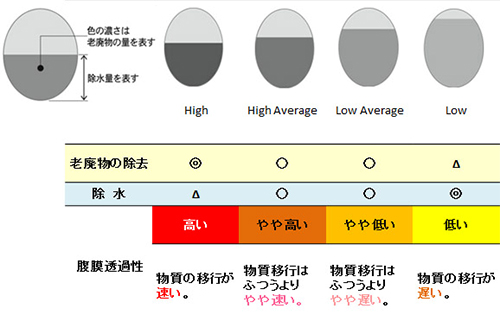 色の濃さは
老廃物の量を表す
除水量を表す
High
High Average
Low Average
Low
老廃物の除去 ◎ ○ ○ Δ
除 水 Δ ○ ○ ◎
腹膜透過性
高い やや高い やや低い 低い
物質の移行が
速い。
物質移行は
ふつうより
やや速い。
物質移行は
ふつうより
やや遅い。
物質の移行が
遅い。